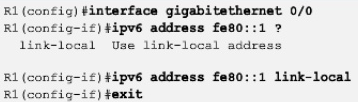 R1(config)#interface gigabitethernet 0/0
R1(config-if)#ipv6 address fe80::1 ?
link-local Use link-local address
R1(config-if)#ipv6 address fe80::1 link-local
R1(config-if)#exit